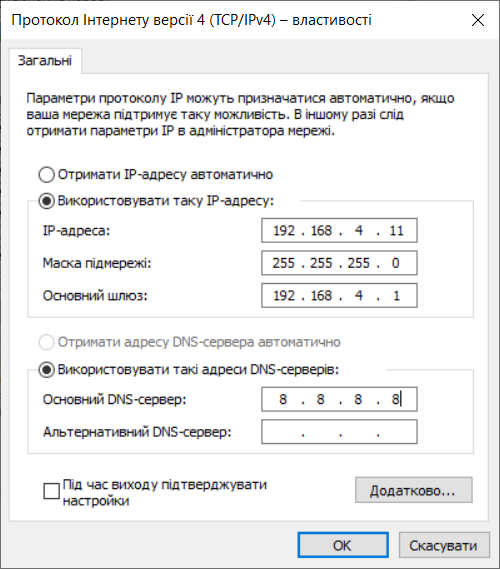 Протокол Інтернету версії 4 (TCP/IPv4) – властивості
Загальні
Параметри протоколу IP можуть призначатися автоматично, якщо
ваша мережа підтримує таку можливість. В іншому разі слід
отримати параметри IP в адміністратора мережі.
Отримати IP-адресу автоматично
Використовувати таку IP-адресу:
IP-адреса: 192 . 168 . 4 . 11
Маска підмережі: 255 . 255 . 255 . 0
Основний шлюз: 192 . 168 . 4 . 1
Отримати адресу DNS-сервера автоматично
Використовувати такі адреси DNS-серверів:
Основний DNS-сервер: 8 . 8 . 8 . 8
Альтернативний DNS-сервер: . . .
Під час виходу підтверджувати
настройки
Додатково...
OK Скасувати